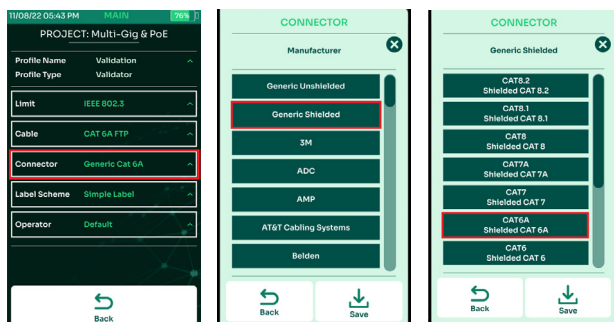 11/08/22 05:43 PM MAIN 76%
PROJECT: Multi-Gig & PoE
Profile Name Validation
Profile Type Validator
Limit IEEE 802.3
Cable CAT 6A FTP
Connector Generic Cat 6A
Label Scheme Simple Label
Operator Default
Back
CONNECTOR
Manufacturer
Generic Unshielded
Generic Shielded
3M
ADC
AMP
AT&T Cabling Systems
Belden
Back Save
CONNECTOR
Generic Shielded
CAT8.2
Shielded CAT 8.2
CAT8.1
Shielded CAT 8.1
CAT8
Shielded CAT 8
CAT7A
Shielded CAT 7A
CAT7
Shielded CAT 7
CAT6A
Shielded CAT 6A
CAT6
Shielded CAT 6
Back Save